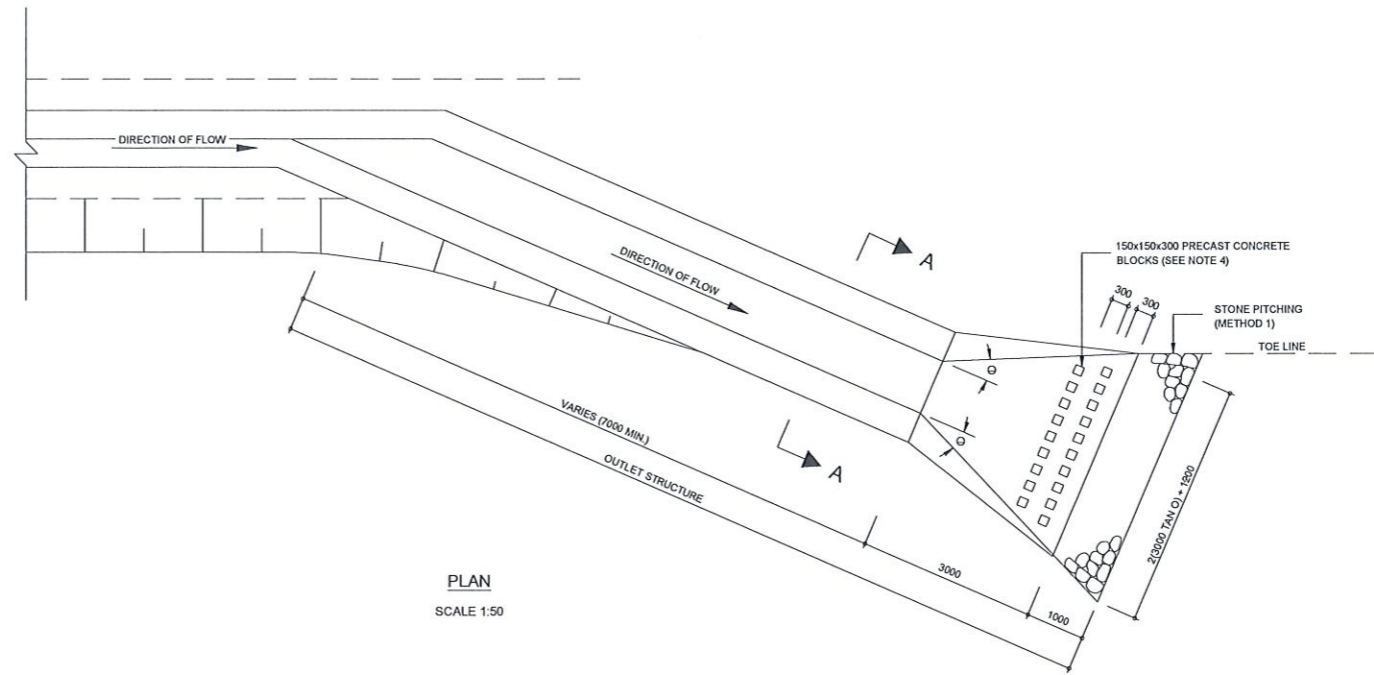 DIRECTION OF FLOW
DIRECTION OF FLOW
A
150x150x300 PRECAST CONCRETE
BLOCKS (SEE NOTE 4)
300
300
STONE PITCHING
(METHOD 1)
TOE LINE
Θ
Θ
VARIES (7000 MIN.)
A
OUTLET STRUCTURE
2(3000 TAN O) + 1200
3000
1000
PLAN
SCALE 1:50